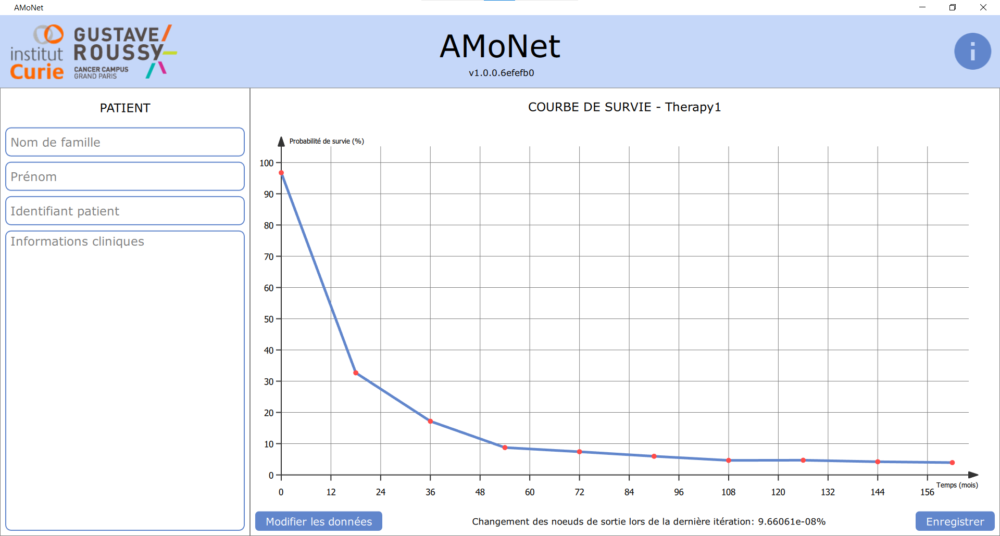 AMoNet
institut
Curie
GUSTAVE
ROUSSY
CANCER CAMPUS
GRAND PARIS
AMoNet
v1.0.0.6efefb0
i
PATIENT
Nom de famille
Prénom
Identifiant patient
Informations cliniques
COURBE DE SURVIE - Therapy1
Probabilité de survie (%)
100
90
80
70
60
50
40
30
20
10
0
0 12 24 36 48 60 72 84 96 108 120 132 144 156
Temps (mois)
Modifier les données
Changement des noeuds de sortie lors de la dernière itération: 9.66061e-08%
Enregistrer